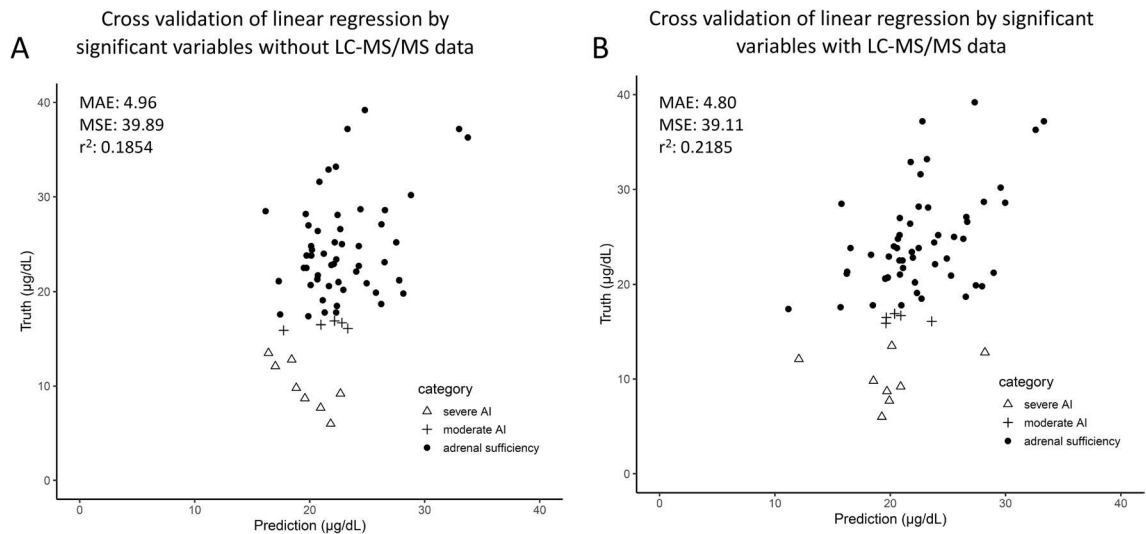 A
Cross validation of linear regression by
significant variables without LC-MS/MS data
MAE: 4.96
MSE: 39.89
r²: 0.1854
40
30
20
10
0
Truth (µg/dL)
category
severe AI
moderate AI
adrenal sufficiency
0 10 20 30 40
Prediction (µg/dL)
B
Cross validation of linear regression by significant
variables with LC-MS/MS data
MAE: 4.80
MSE: 39.11
r²: 0.2185
40
30
20
10
0
Truth (µg/dL)
category
severe AI
moderate AI
adrenal sufficiency
0 10 20 30 40
Prediction (µg/dL)